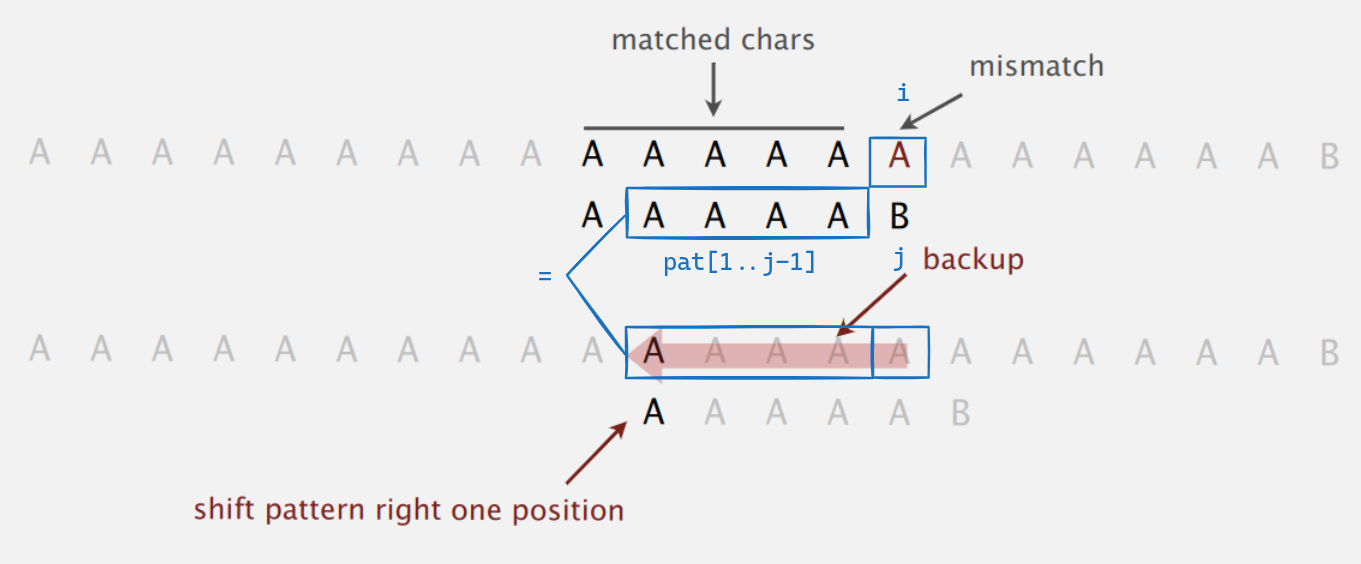 matched chars
mismatch
i
A A A A A A A A A A A A A A A A A A A A A B
A A A A A B
pat[1..j-1]
j
backup
=
A A A A A A A A A A A A A A A A A A A A A B
A A A A A B
shift pattern right one position